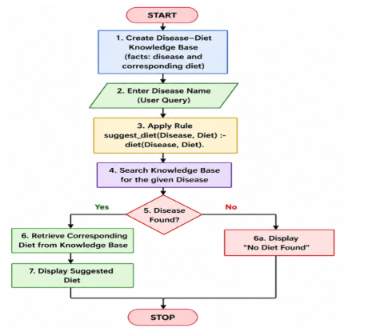 START
1. Create Disease–Diet
Knowledge Base
(facts: disease and
corresponding diet)
2. Enter Disease Name
(User Query)
3. Apply Rule
suggest_diet(Disease, Diet) :-
diet(Disease, Diet).
4. Search Knowledge Base
for the given Disease
Yes
5. Disease
Found?
No
6. Retrieve Corresponding
Diet from Knowledge Base
6a. Display
"No Diet Found"
7. Display Suggested
Diet
STOP